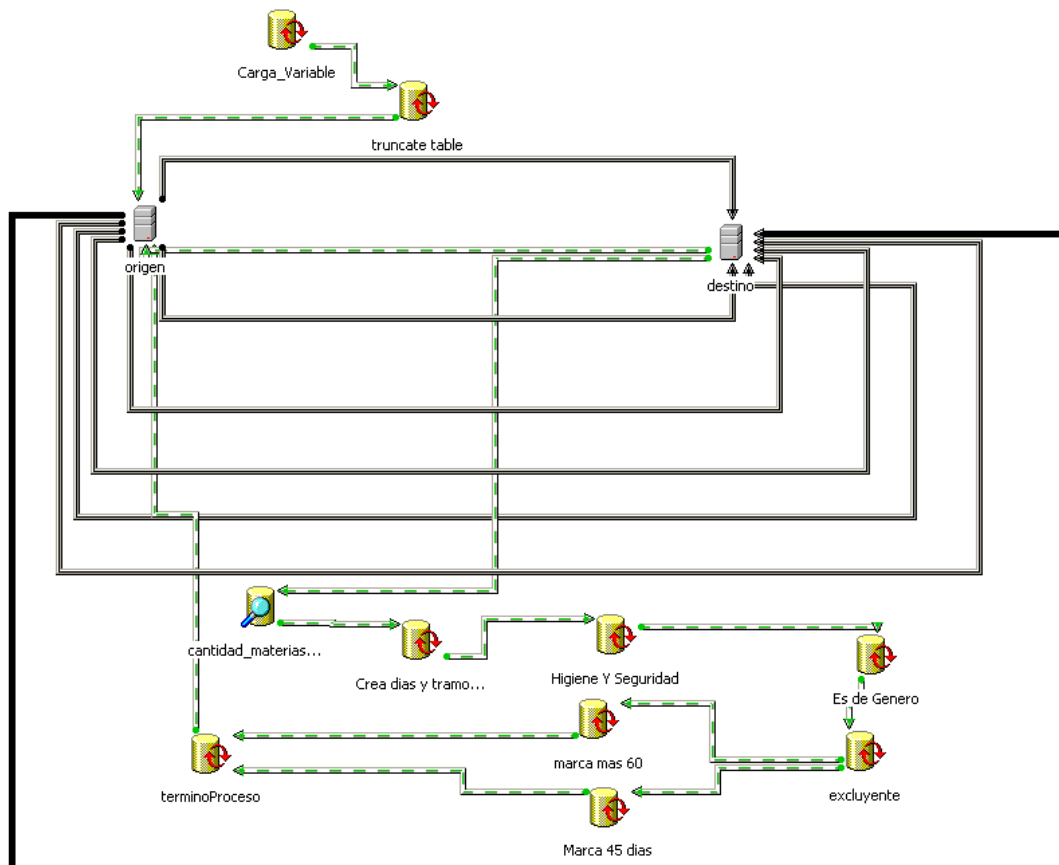 Carga_Variable
truncate table
origen
destino
cantidad_materias...
Crea dias y tramo...
Higiene Y Seguridad
Es de Genero
marca mas 60
terminoProceso
excluyente
Marca 45 dias